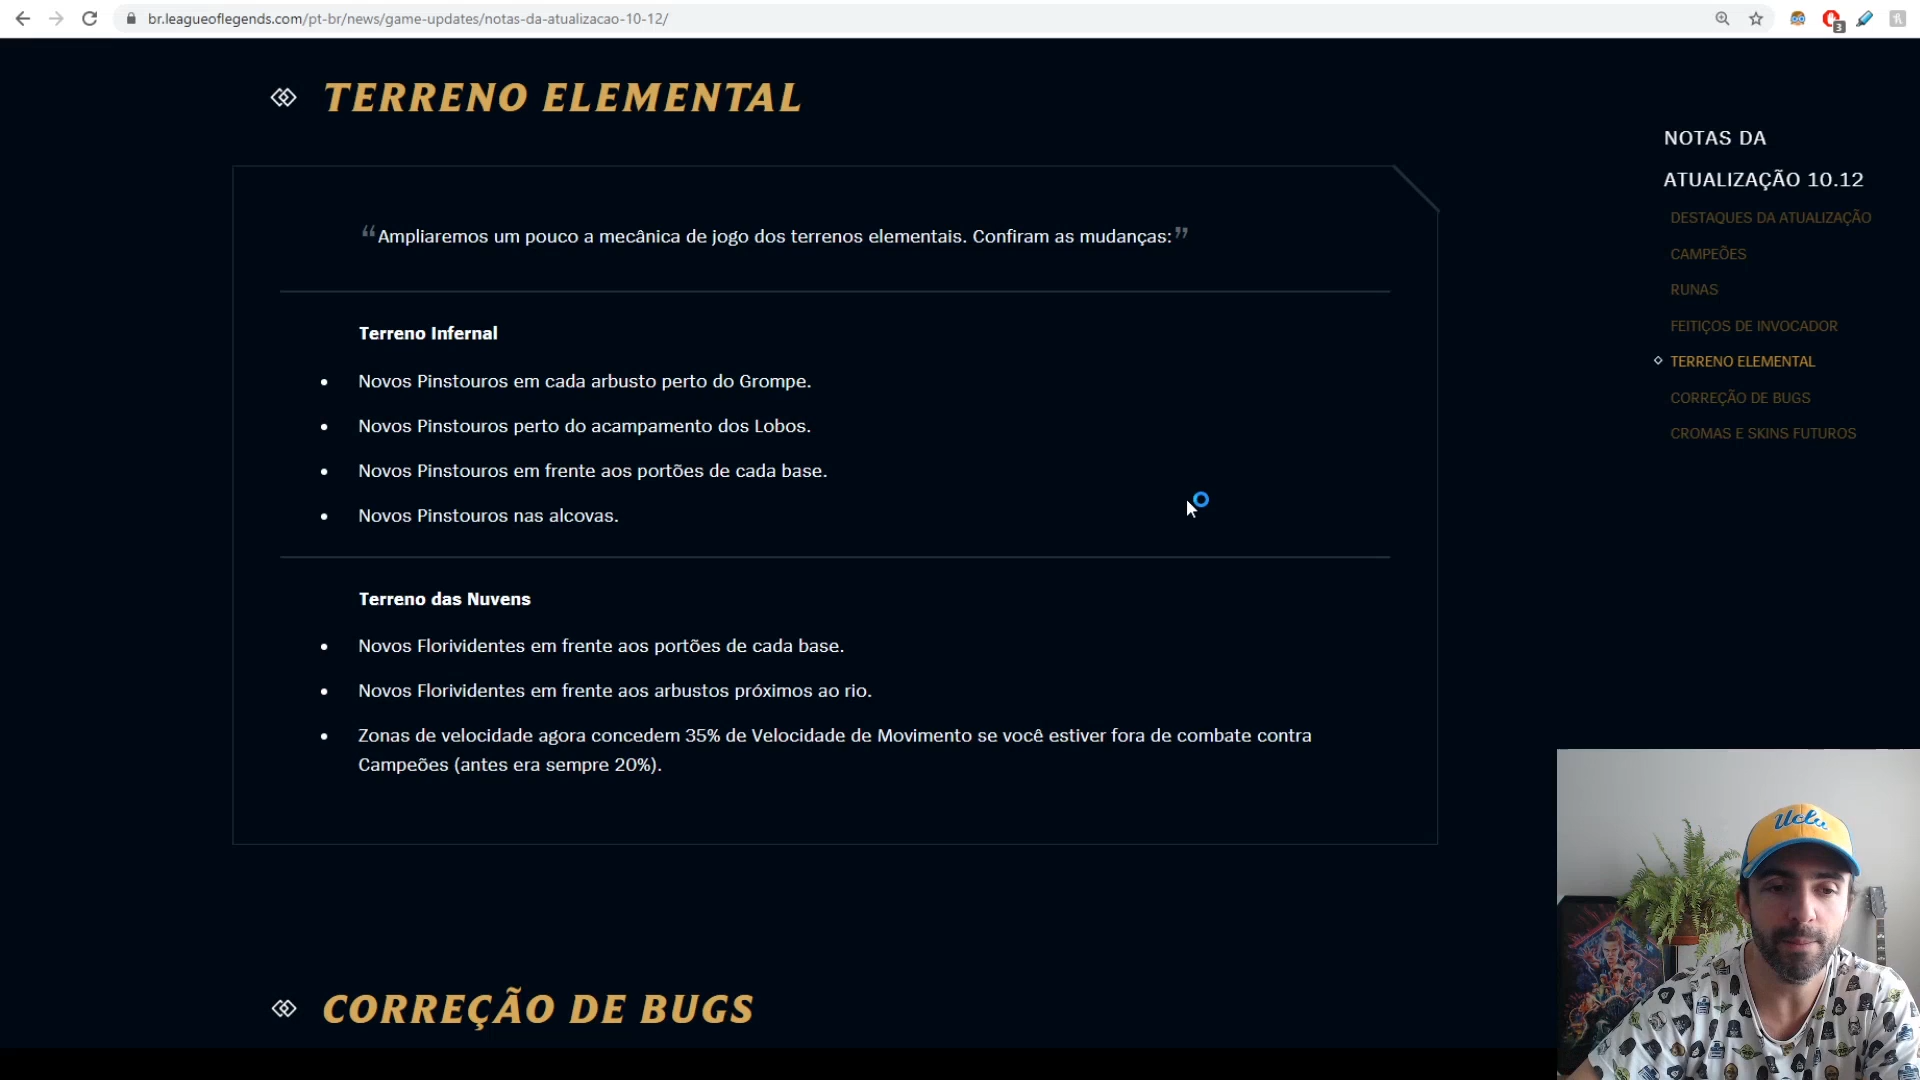 br.leagueoflegends.com/pt-br/news/game-updates/notas-da-atualizacao-10-12/
3
TERRENO ELEMENTAL
“Ampliaremos um pouco a mecânica de jogo dos terrenos elementais. Confiram as mudanças:”
Terreno Infernal
• Novos Pinstouros em cada arbusto perto do Grompe.
• Novos Pinstouros perto do acampamento dos Lobos.
• Novos Pinstouros em frente aos portões de cada base.
• Novos Pinstouros nas alcovas.
Terreno das Nuvens
• Novos Florividentes em frente aos portões de cada base.
• Novos Florividentes em frente aos arbustos próximos ao rio.
• Zonas de velocidade agora concedem 35% de Velocidade de Movimento se você estiver fora de combate contra
Campeões (antes era sempre 20%).
CORREÇÃO DE BUGS
NOTAS DA
ATUALIZAÇÃO 10.12
DESTAQUES DA ATUALIZAÇÃO
CAMPEÕES
RUNAS
FEITIÇOS DE INVOCADOR
TERRENO ELEMENTAL
CORREÇÃO DE BUGS
CROMAS E SKINS FUTUROS
Ucla